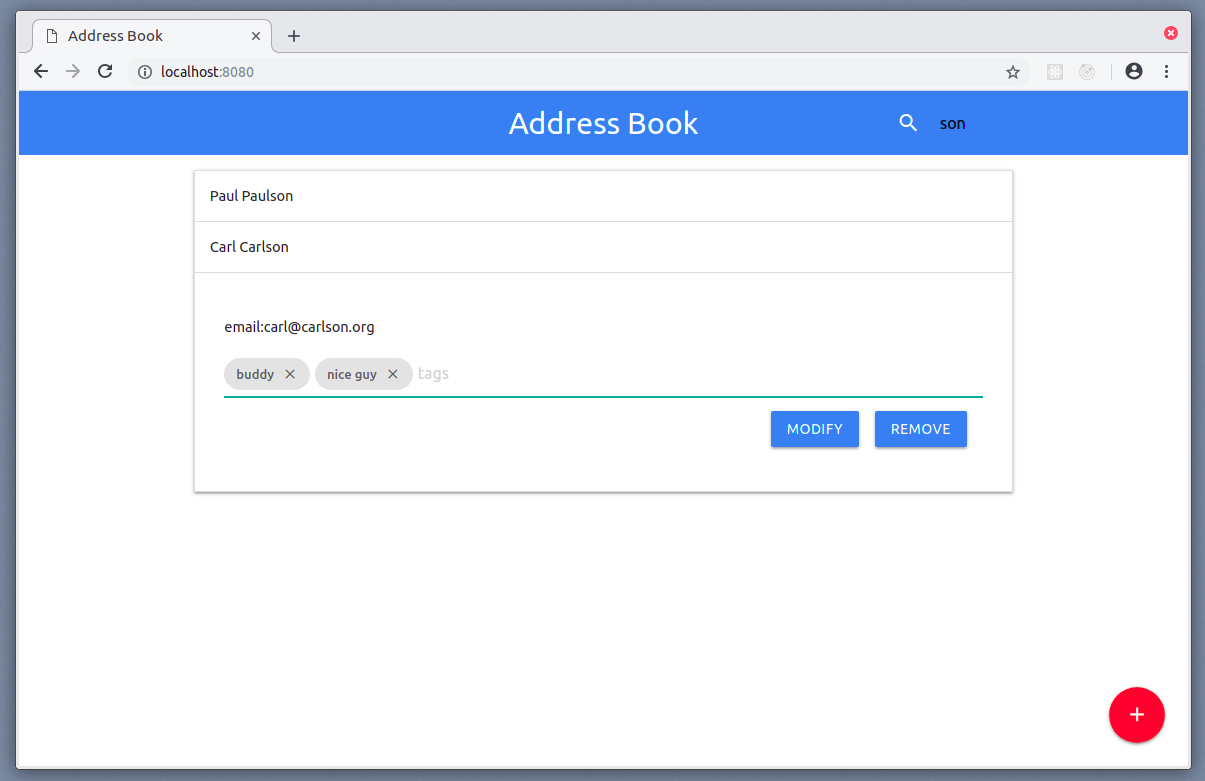 Address Book
localhost:8080
Address Book son
Paul Paulson
Carl Carlson
email:carl@carlson.org
buddy nice guy tags
MODIFY REMOVE